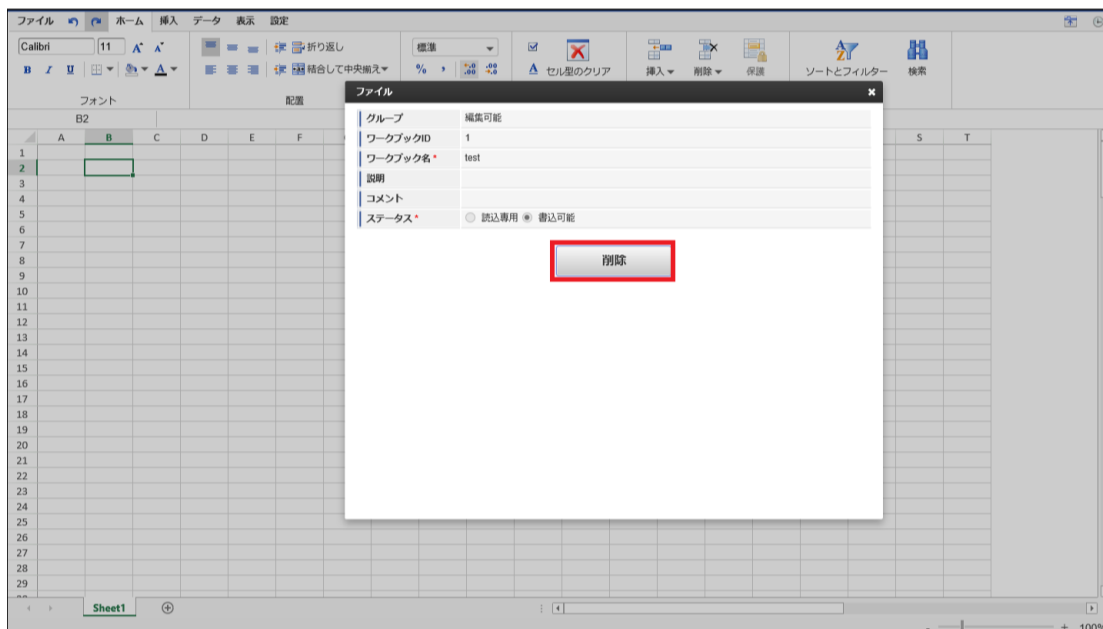 ファイル ホーム 挿入 データ 表示 設定
Calibri 11 A A 折り返し 標準
B I U A 結合して中央揃え % , .00 .00 A セル型のクリア 挿入 削除 保護 ソートとフィルター 検索
フォント 配置
B2
A B C D E F S T
ファイル ×
グループ 編集可能
ワークブックID 1
ワークブック名* test
説明
コメント
ステータス* 読込専用 書込可能
削除
1
2
3
4
5
6
7
8
9
10
11
12
13
14
15
16
17
18
19
20
21
22
23
24
25
26
27
28
29
Sheet1
- + 100%